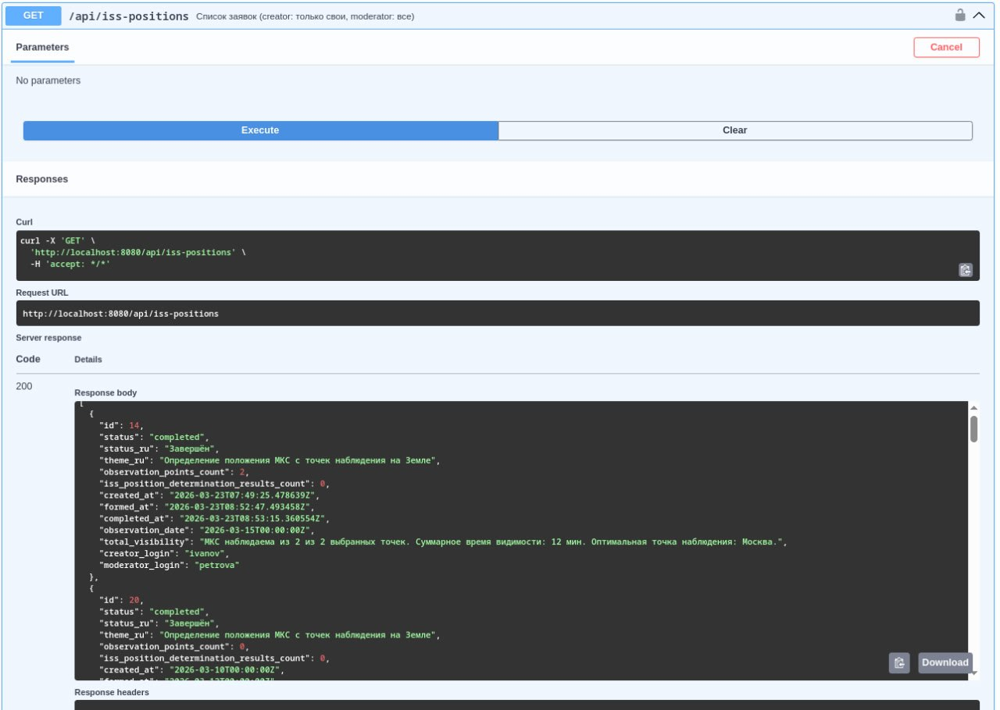 GET /api/iss-positions Список заявок (creator: только свои, moderator: все)
Parameters
Cancel
No parameters
Execute
Clear
Responses
Curl
curl -X 'GET' \
'http://localhost:8080/api/iss-positions' \
-H 'accept: */*'
Request URL
http://localhost:8080/api/iss-positions
Server response
Code Details
200
Response body
[
{
"id": 14,
"status": "completed",
"status_ru": "Завершён",
"theme_ru": "Определение положения МКС с точек наблюдения на Земле",
"observation_points_count": 2,
"iss_position_determination_results_count": 0,
"created_at": "2026-03-23T07:49:25.478639Z",
"formed_at": "2026-03-23T08:52:47.493458Z",
"completed_at": "2026-03-23T08:53:15.360554Z",
"observation_date": "2026-03-15T00:00:00Z",
"total_visibility": "МКС наблюдаема из 2 из 2 выбранных точек. Суммарное время видимости: 12 мин. Оптимальная точка наблюдения: Москва.",
"creator_login": "ivanov",
"moderator_login": "petrova"
},
{
"id": 20,
"status": "completed",
"status_ru": "Завершён",
"theme_ru": "Определение положения МКС с точек наблюдения на Земле",
"observation_points_count": 0,
"iss_position_determination_results_count": 0,
"created_at": "2026-03-10T00:00:00Z",
"formed_at": "2026-03-12T00:00:00Z",
Download
Response headers